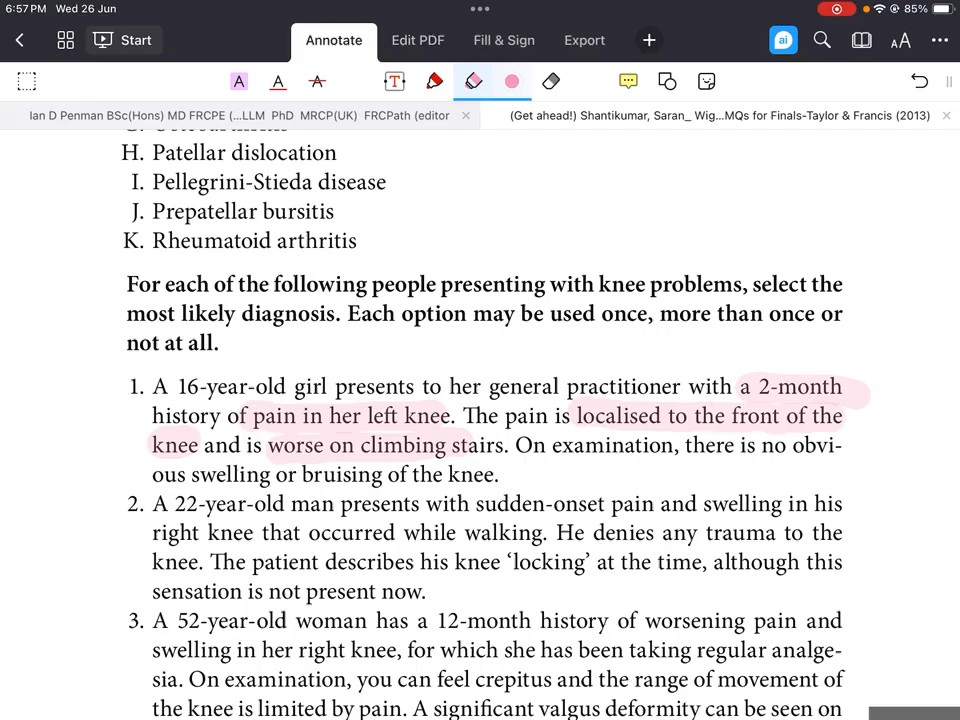 6:57PM Wed 26 Jun
85%
Start
Annotate
Edit PDF
Fill & Sign
Export
ai
AA
A A A T
Ian D Penman BSc(Hons) MD FRCPE (...LLM PhD MRCP(UK) FRCPath (editor
(Get ahead!) Shantikumar, Saran_ Wig...MQs for Finals-Taylor & Francis (2013)
H. Patellar dislocation
I. Pellegrini-Stieda disease
J. Prepatellar bursitis
K. Rheumatoid arthritis
For each of the following people presenting with knee problems, select the
most likely diagnosis. Each option may be used once, more than once or
not at all.
1. A 16-year-old girl presents to her general practitioner with a 2-month
history of pain in her left knee. The pain is localised to the front of the
knee and is worse on climbing stairs. On examination, there is no obvi-
ous swelling or bruising of the knee.
2. A 22-year-old man presents with sudden-onset pain and swelling in his
right knee that occurred while walking. He denies any trauma to the
knee. The patient describes his knee ‘locking’ at the time, although this
sensation is not present now.
3. A 52-year-old woman has a 12-month history of worsening pain and
swelling in her right knee, for which she has been taking regular analge-
sia. On examination, you can feel crepitus and the range of movement of
the knee is limited by pain. A significant valgus deformity can be seen on